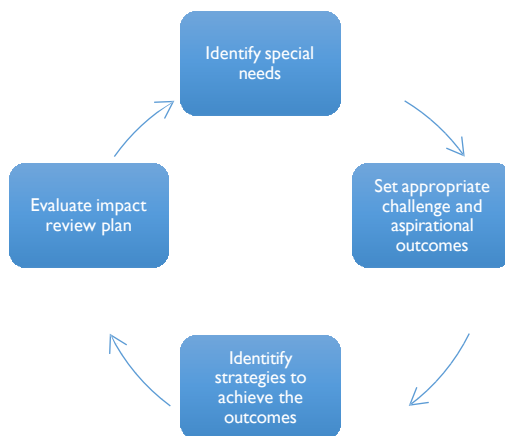 Identify special
needs
Set appropriate
challenge and
aspirational
outcomes
Identitify
strategies to
achieve the
outcomes
Evaluate impact
review plan